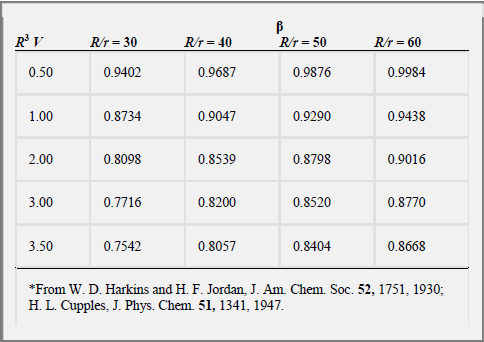 β
R³ V R/r = 30 R/r = 40 R/r = 50 R/r = 60
0.50 0.9402 0.9687 0.9876 0.9984
1.00 0.8734 0.9047 0.9290 0.9438
2.00 0.8098 0.8539 0.8798 0.9016
3.00 0.7716 0.8200 0.8520 0.8770
3.50 0.7542 0.8057 0.8404 0.8668
*From W. D. Harkins and H. F. Jordan, J. Am. Chem. Soc. 52, 1751, 1930;
H. L. Cupples, J. Phys. Chem. 51, 1341, 1947.